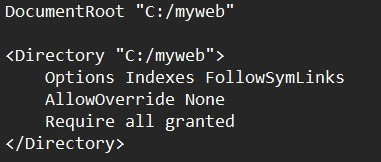 DocumentRoot "C:/myweb"

<Directory "C:/myweb">
    Options Indexes FollowSymLinks
    AllowOverride None
    Require all granted
</Directory>